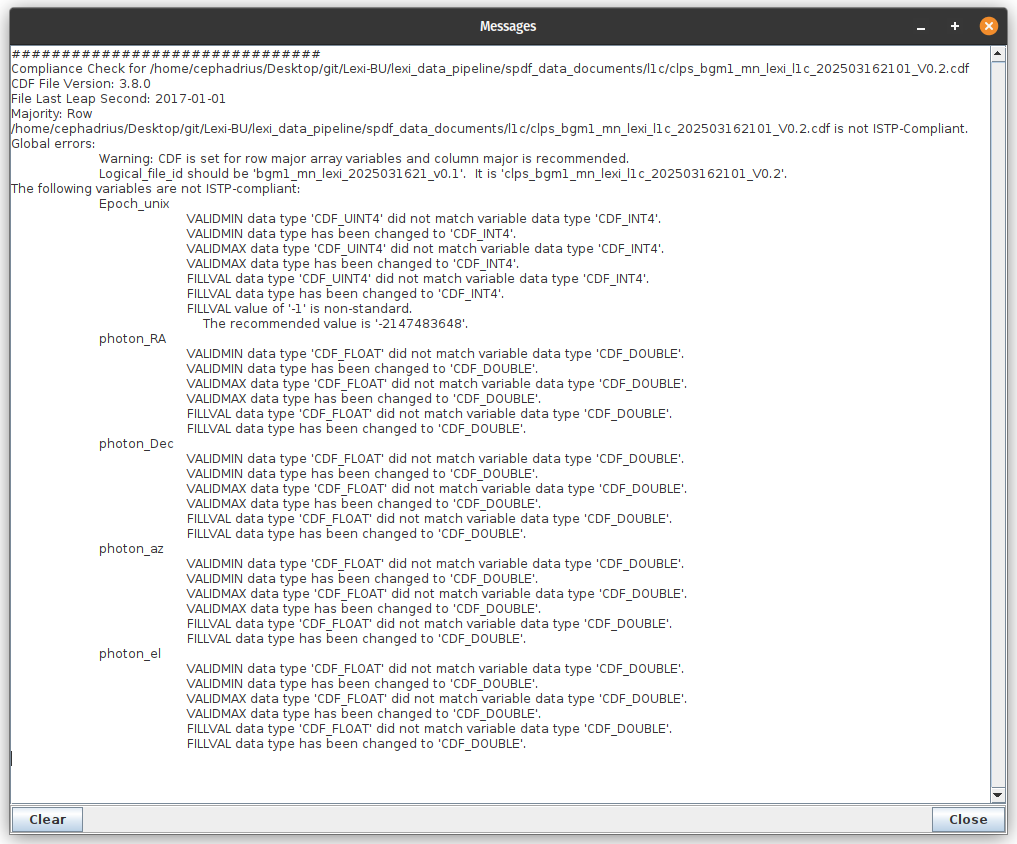 Messages
###############################
Compliance Check for /home/cephadrius/Desktop/git/Lexi-BU/lexi_data_pipeline/spdf_data_documents/l1c/clps_bgm1_mn_lexi_l1c_202503162101_V0.2.cdf
CDF File Version: 3.8.0
File Last Leap Second: 2017-01-01
Majority: Row
/home/cephadrius/Desktop/git/Lexi-BU/lexi_data_pipeline/spdf_data_documents/l1c/clps_bgm1_mn_lexi_l1c_202503162101_V0.2.cdf is not ISTP-Compliant.
Global errors:
Warning: CDF is set for row major array variables and column major is recommended.
Logical_file_id should be 'bgm1_mn_lexi_2025031621_v0.1'.  It is 'clps_bgm1_mn_lexi_l1c_202503162101_V0.2'.
The following variables are not ISTP-compliant:
Epoch_unix
VALIDMIN data type 'CDF_UINT4' did not match variable data type 'CDF_INT4'.
VALIDMIN data type has been changed to 'CDF_INT4'.
VALIDMAX data type 'CDF_UINT4' did not match variable data type 'CDF_INT4'.
VALIDMAX data type has been changed to 'CDF_INT4'.
FILLVAL data type 'CDF_UINT4' did not match variable data type 'CDF_INT4'.
FILLVAL data type has been changed to 'CDF_INT4'.
FILLVAL value of '-1' is non-standard.
The recommended value is '-2147483648'.
photon_RA
VALIDMIN data type 'CDF_FLOAT' did not match variable data type 'CDF_DOUBLE'.
VALIDMIN data type has been changed to 'CDF_DOUBLE'.
VALIDMAX data type 'CDF_FLOAT' did not match variable data type 'CDF_DOUBLE'.
VALIDMAX data type has been changed to 'CDF_DOUBLE'.
FILLVAL data type 'CDF_FLOAT' did not match variable data type 'CDF_DOUBLE'.
FILLVAL data type has been changed to 'CDF_DOUBLE'.
photon_Dec
VALIDMIN data type 'CDF_FLOAT' did not match variable data type 'CDF_DOUBLE'.
VALIDMIN data type has been changed to 'CDF_DOUBLE'.
VALIDMAX data type 'CDF_FLOAT' did not match variable data type 'CDF_DOUBLE'.
VALIDMAX data type has been changed to 'CDF_DOUBLE'.
FILLVAL data type 'CDF_FLOAT' did not match variable data type 'CDF_DOUBLE'.
FILLVAL data type has been changed to 'CDF_DOUBLE'.
photon_az
VALIDMIN data type 'CDF_FLOAT' did not match variable data type 'CDF_DOUBLE'.
VALIDMIN data type has been changed to 'CDF_DOUBLE'.
VALIDMAX data type 'CDF_FLOAT' did not match variable data type 'CDF_DOUBLE'.
VALIDMAX data type has been changed to 'CDF_DOUBLE'.
FILLVAL data type 'CDF_FLOAT' did not match variable data type 'CDF_DOUBLE'.
FILLVAL data type has been changed to 'CDF_DOUBLE'.
photon_el
VALIDMIN data type 'CDF_FLOAT' did not match variable data type 'CDF_DOUBLE'.
VALIDMIN data type has been changed to 'CDF_DOUBLE'.
VALIDMAX data type 'CDF_FLOAT' did not match variable data type 'CDF_DOUBLE'.
VALIDMAX data type has been changed to 'CDF_DOUBLE'.
FILLVAL data type 'CDF_FLOAT' did not match variable data type 'CDF_DOUBLE'.
FILLVAL data type has been changed to 'CDF_DOUBLE'.
Clear
Close